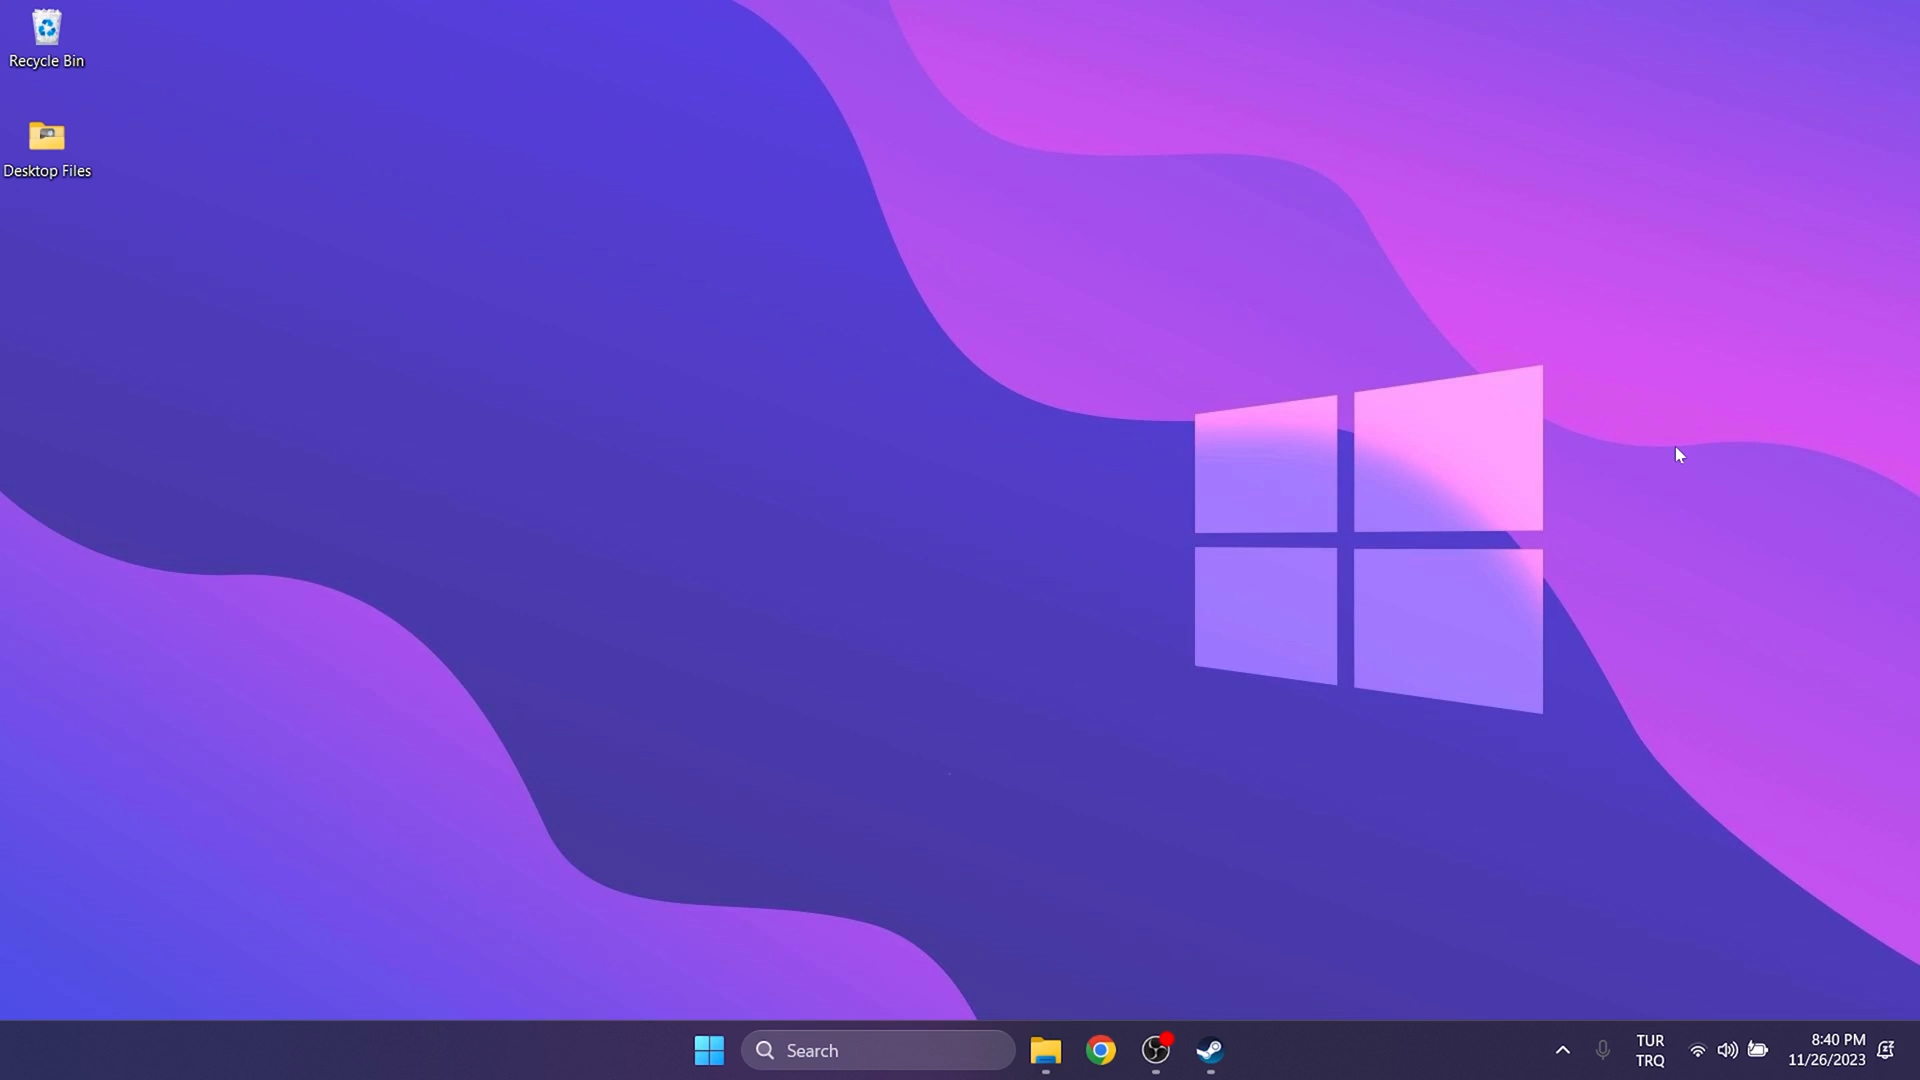 Recycle Bin
Desktop Files
Search
TUR
TRQ
8:40 PM
11/26/2023